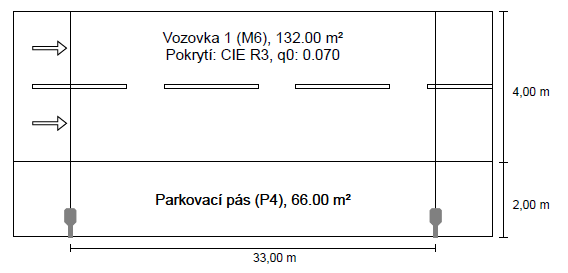 Vozovka 1 (M6), 132.00 m²
Pokrytí: CIE R3, q0: 0.070
4,00 m
Parkovací pás (P4), 66.00 m²
2,00 m
33,00 m